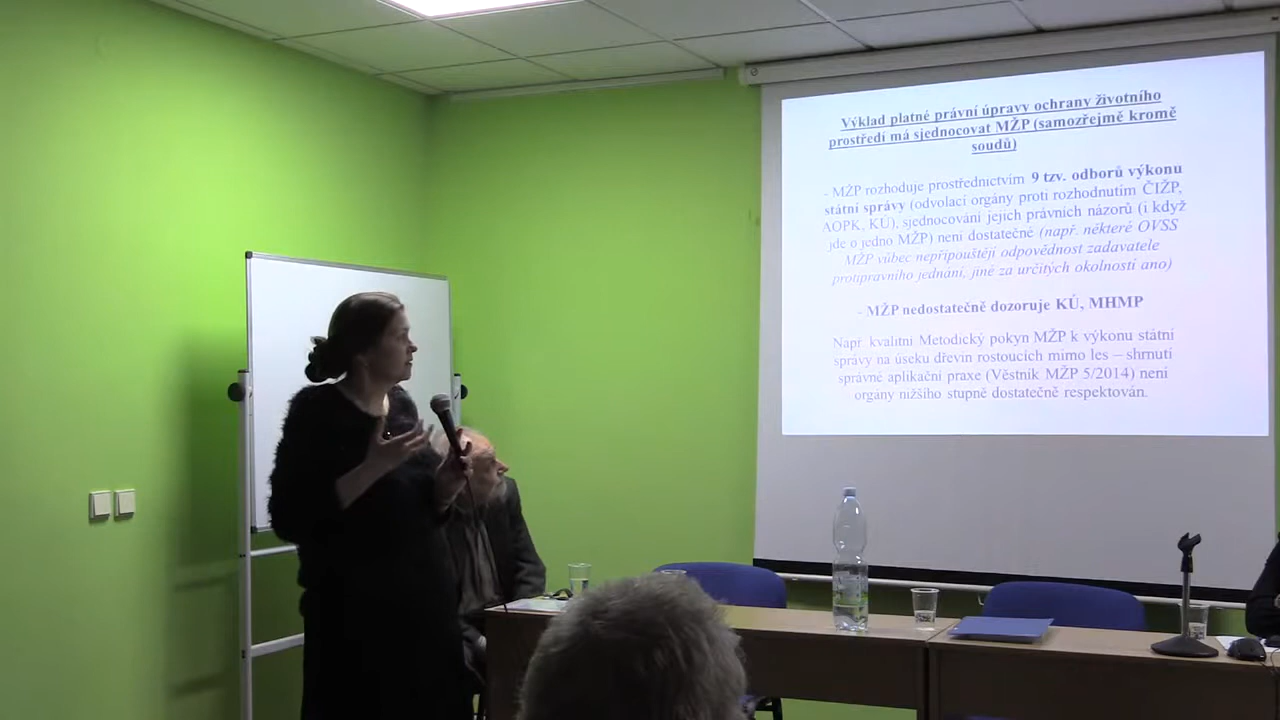 Výklad platné právní úpravy ochrany životního
prostředí má sjednocovat MŽP (samozřejmě kromě
soudů)
- MŽP rozhoduje prostřednictvím 9 tzv. odborů výkonu
státní správy (odvolací orgány proti rozhodnutím ČIŽP,
AOPK, KÚ), sjednocování jejich právních názorů (i když
jde o jedno MŽP) není dostatečné (např. některé OVSS
MŽP vůbec nepřipouštějí odpovědnost zadavatele
protiprávního jednání, jiné za určitých okolností ano)
- MŽP nedostatečně dozoruje KÚ, MHMP
Např. kvalitní Metodický pokyn MŽP k výkonu státní
správy na úseku dřevin rostoucích mimo les – shrnutí
správné aplikační praxe (Věstník MŽP 5/2014) není
orgány nižšího stupně dostatečně respektován.